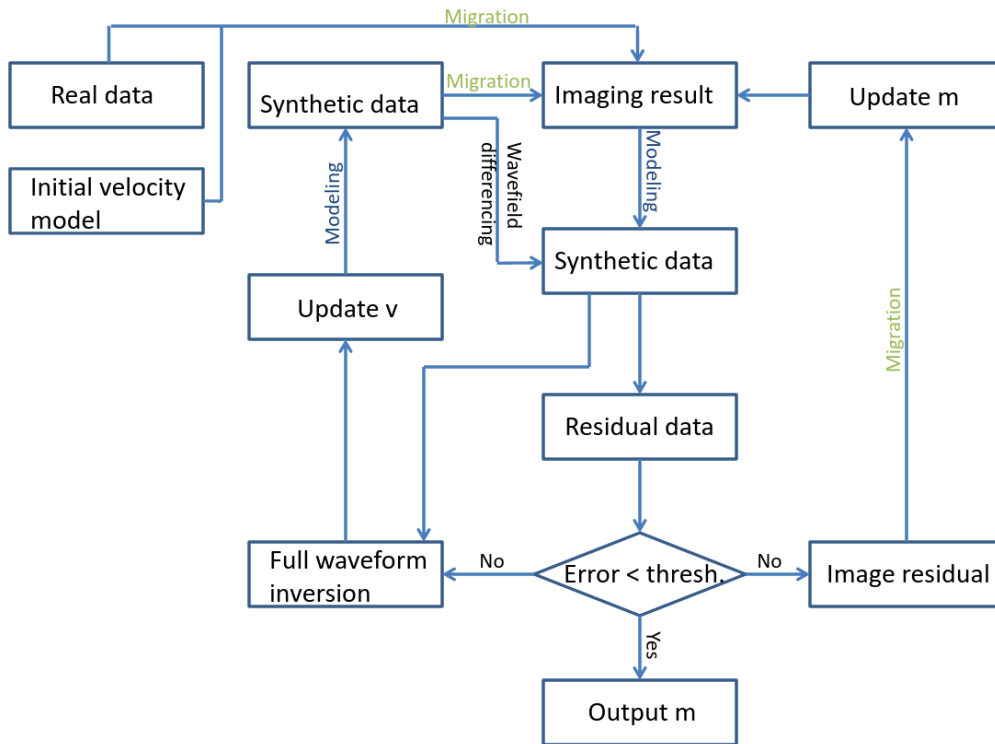 Migration
Real data
Synthetic data
Migration
Imaging result
Update m
Initial velocity
model
Modeling
Wavefield
differencing
Modeling
Synthetic data
Update v
Migration
Residual data
Full waveform
inversion
No
Error < thresh.
No
Image residual
Yes
Output m